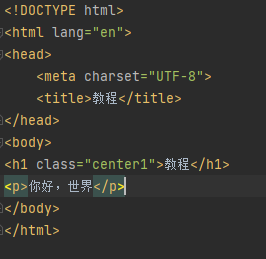 <!DOCTYPE html>
<html lang="en">
<head>
    <meta charset="UTF-8">
    <title>教程</title>
</head>
<body>
<h1 class="center1">教程</h1>
<p>你好，世界</p>
</body>
</html>